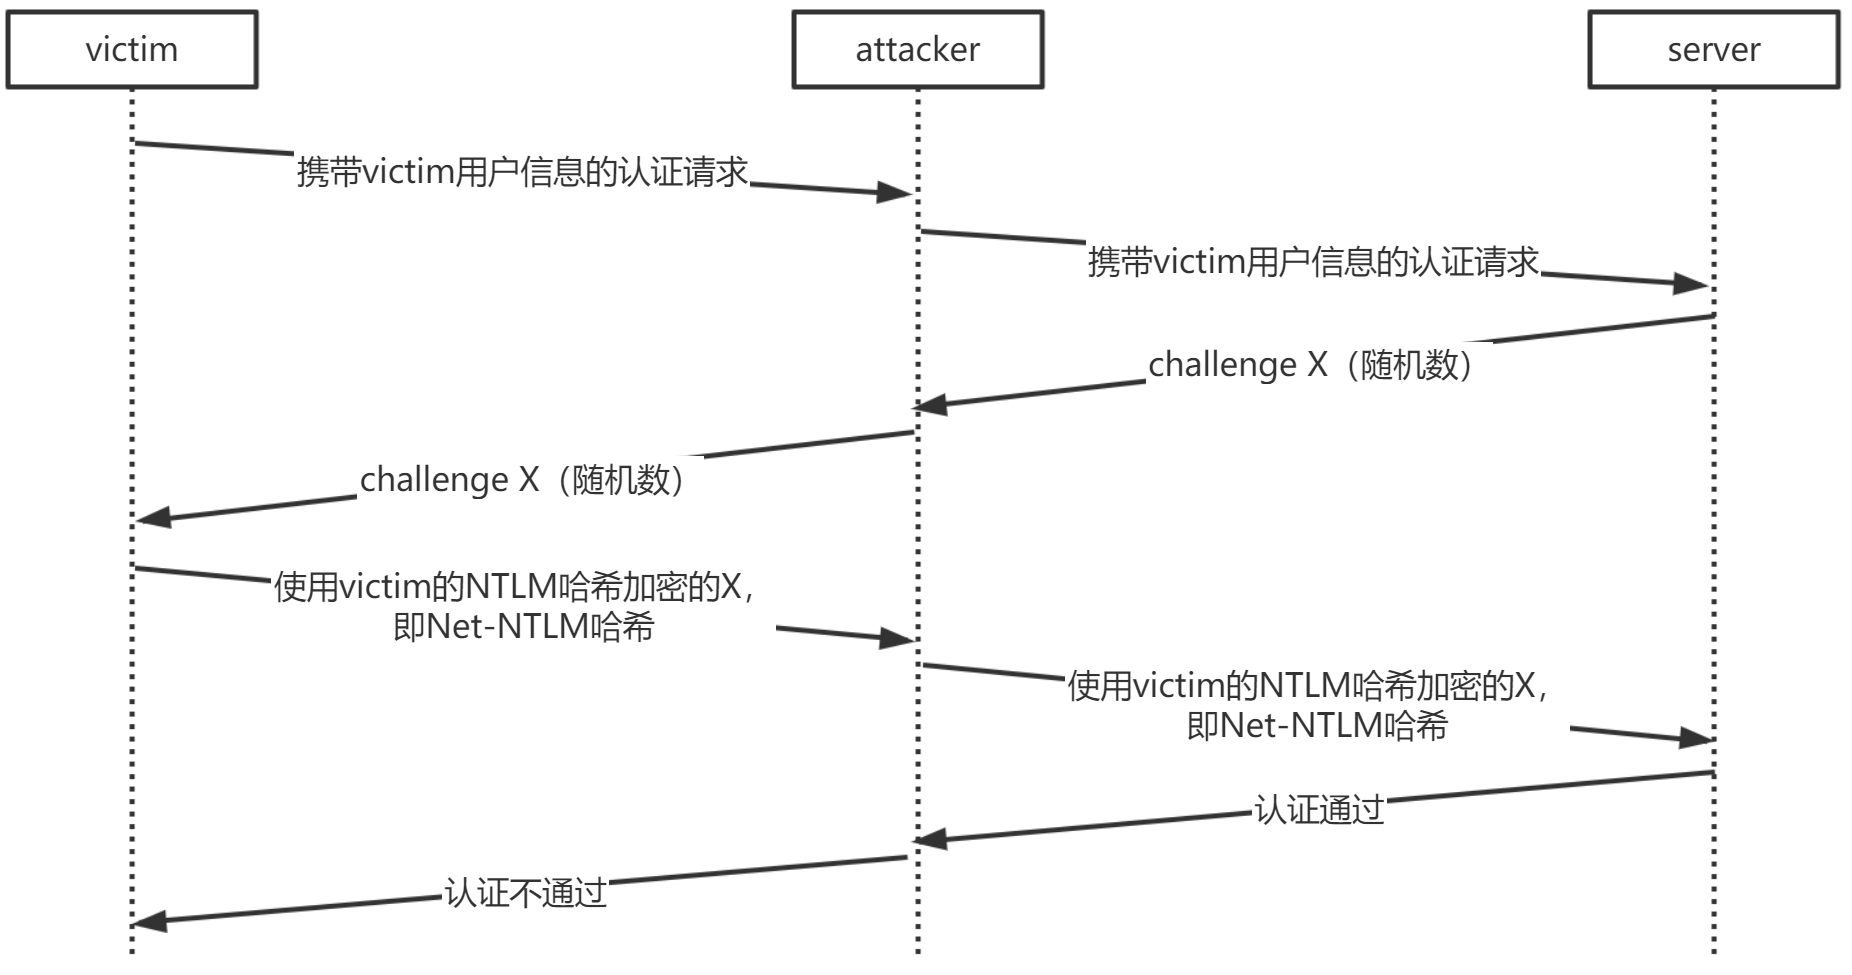 victim
attacker
server
携带victim用户信息的认证请求
携带victim用户信息的认证请求
challenge X（随机数）
challenge X（随机数）
使用victim的NTLM哈希加密的X，
即Net-NTLM哈希
使用victim的NTLM哈希加密的X，
即Net-NTLM哈希
认证通过
认证不通过